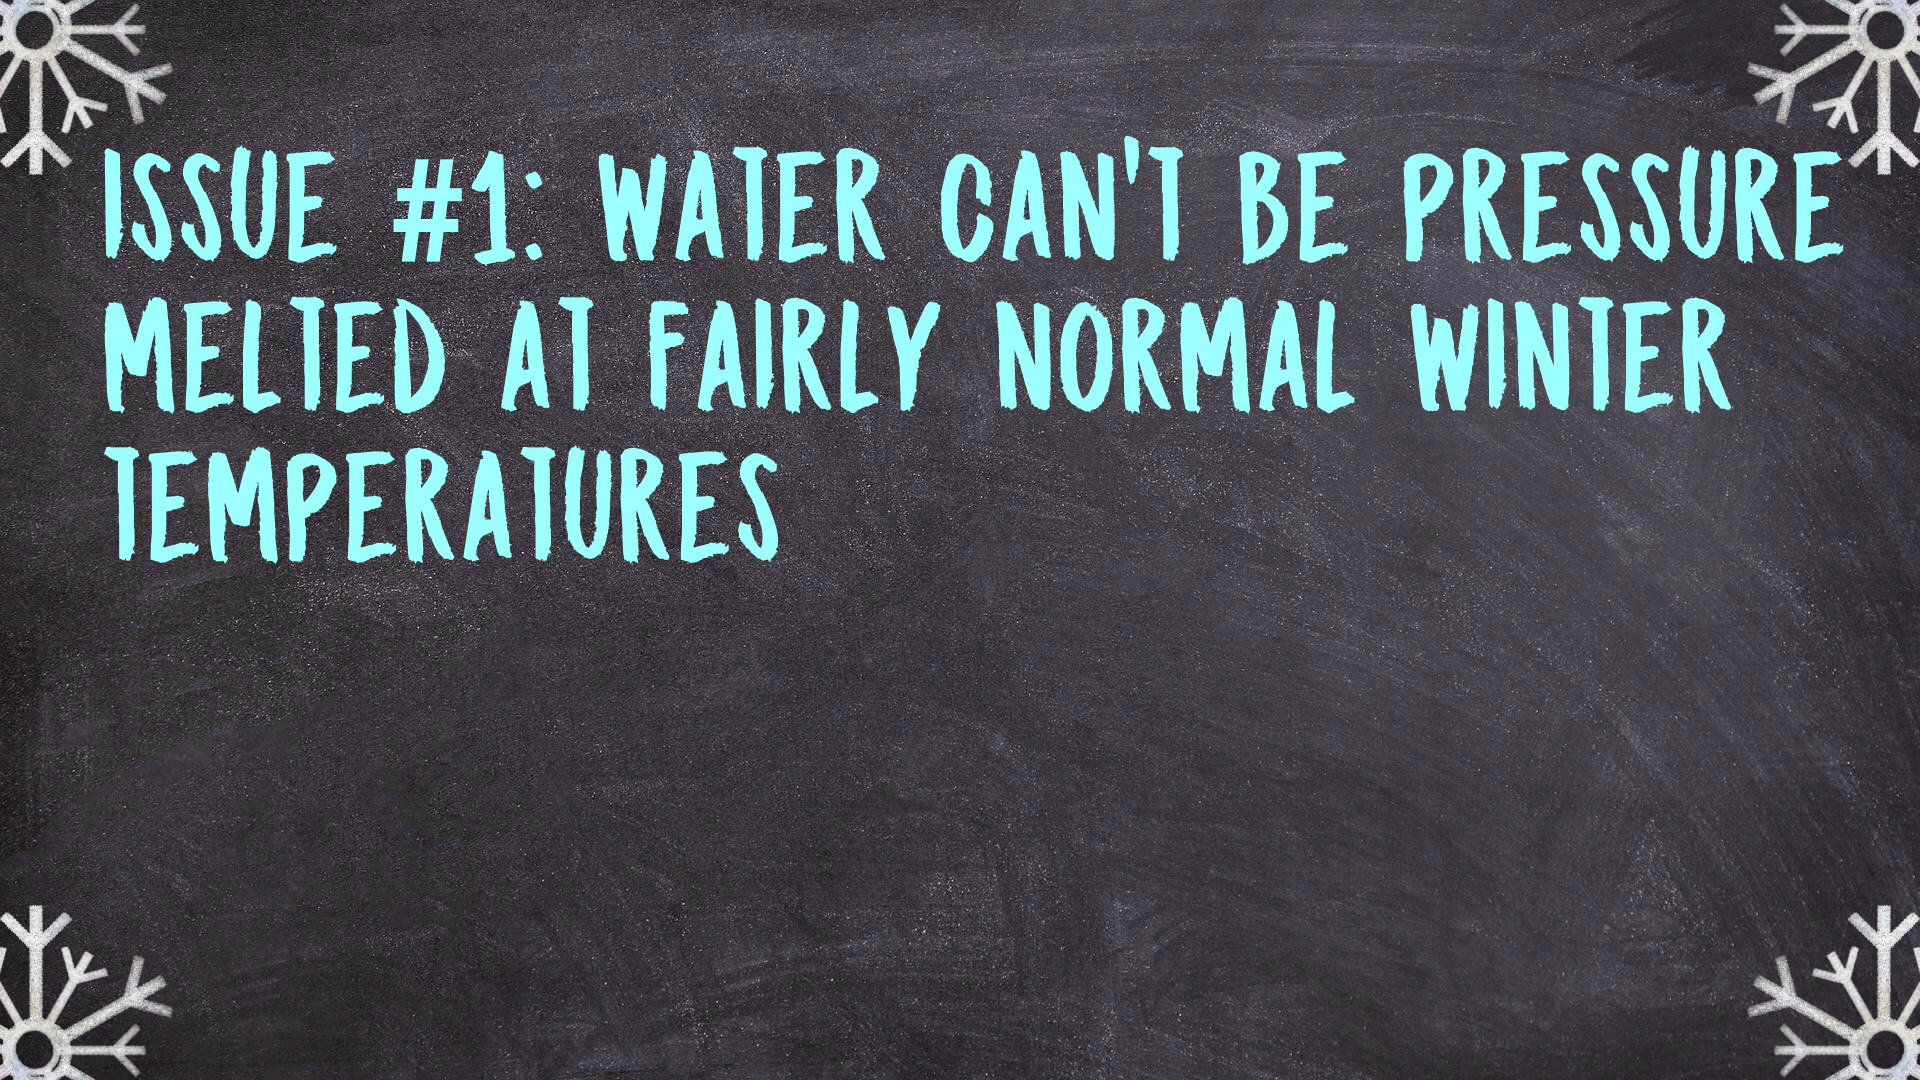 ISSUE #1: WATER CAN'T BE PRESSURE
MELTED AT FAIRLY NORMAL WINTER
TEMPERATURES